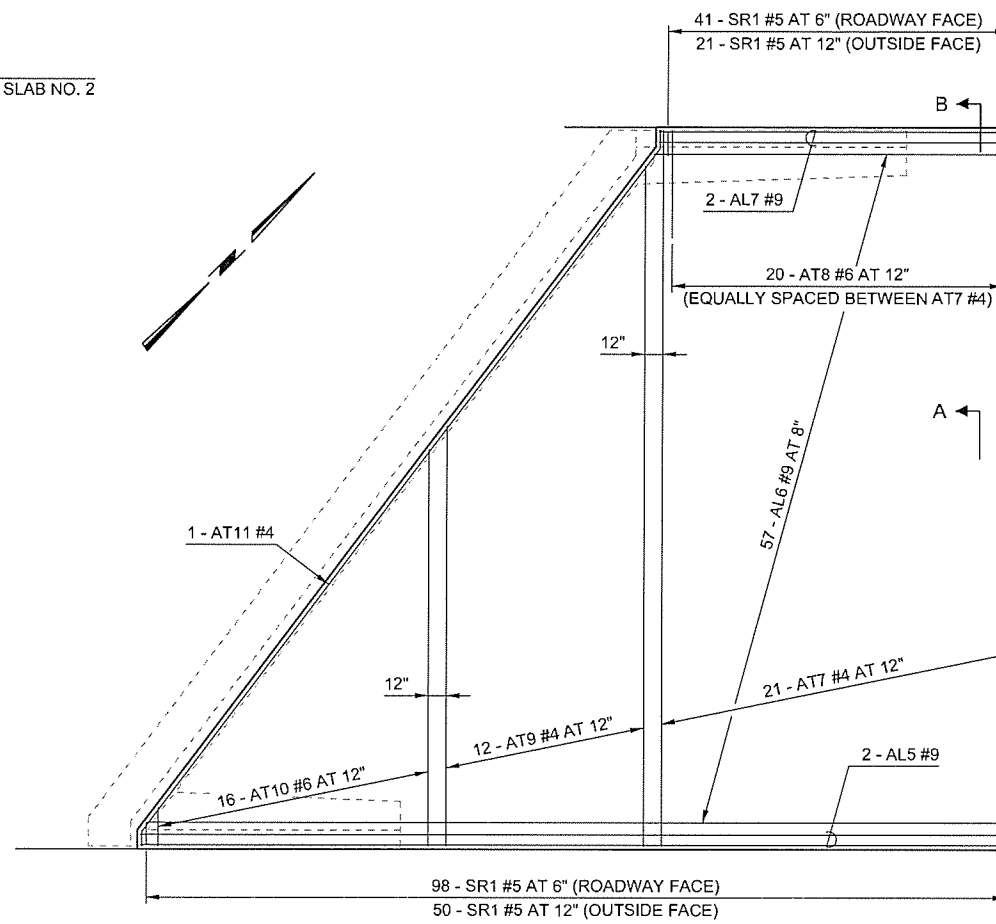 41 - SR1 #5 AT 6" (ROADWAY FACE)
21 - SR1 #5 AT 12" (OUTSIDE FACE)
SLAB NO. 2
B
2 - AL7 #9
20 - AT8 #6 AT 12"
(EQUALLY SPACED BETWEEN AT7 #4)
12"
A
57 - AL6 #9 AT 8"
1 - AT11 #4
12"
21 - AT7 #4 AT 12"
12 - AT9 #4 AT 12"
2 - AL5 #9
16 - AT10 #6 AT 12"
98 - SR1 #5 AT 6" (ROADWAY FACE)
50 - SR1 #5 AT 12" (OUTSIDE FACE)